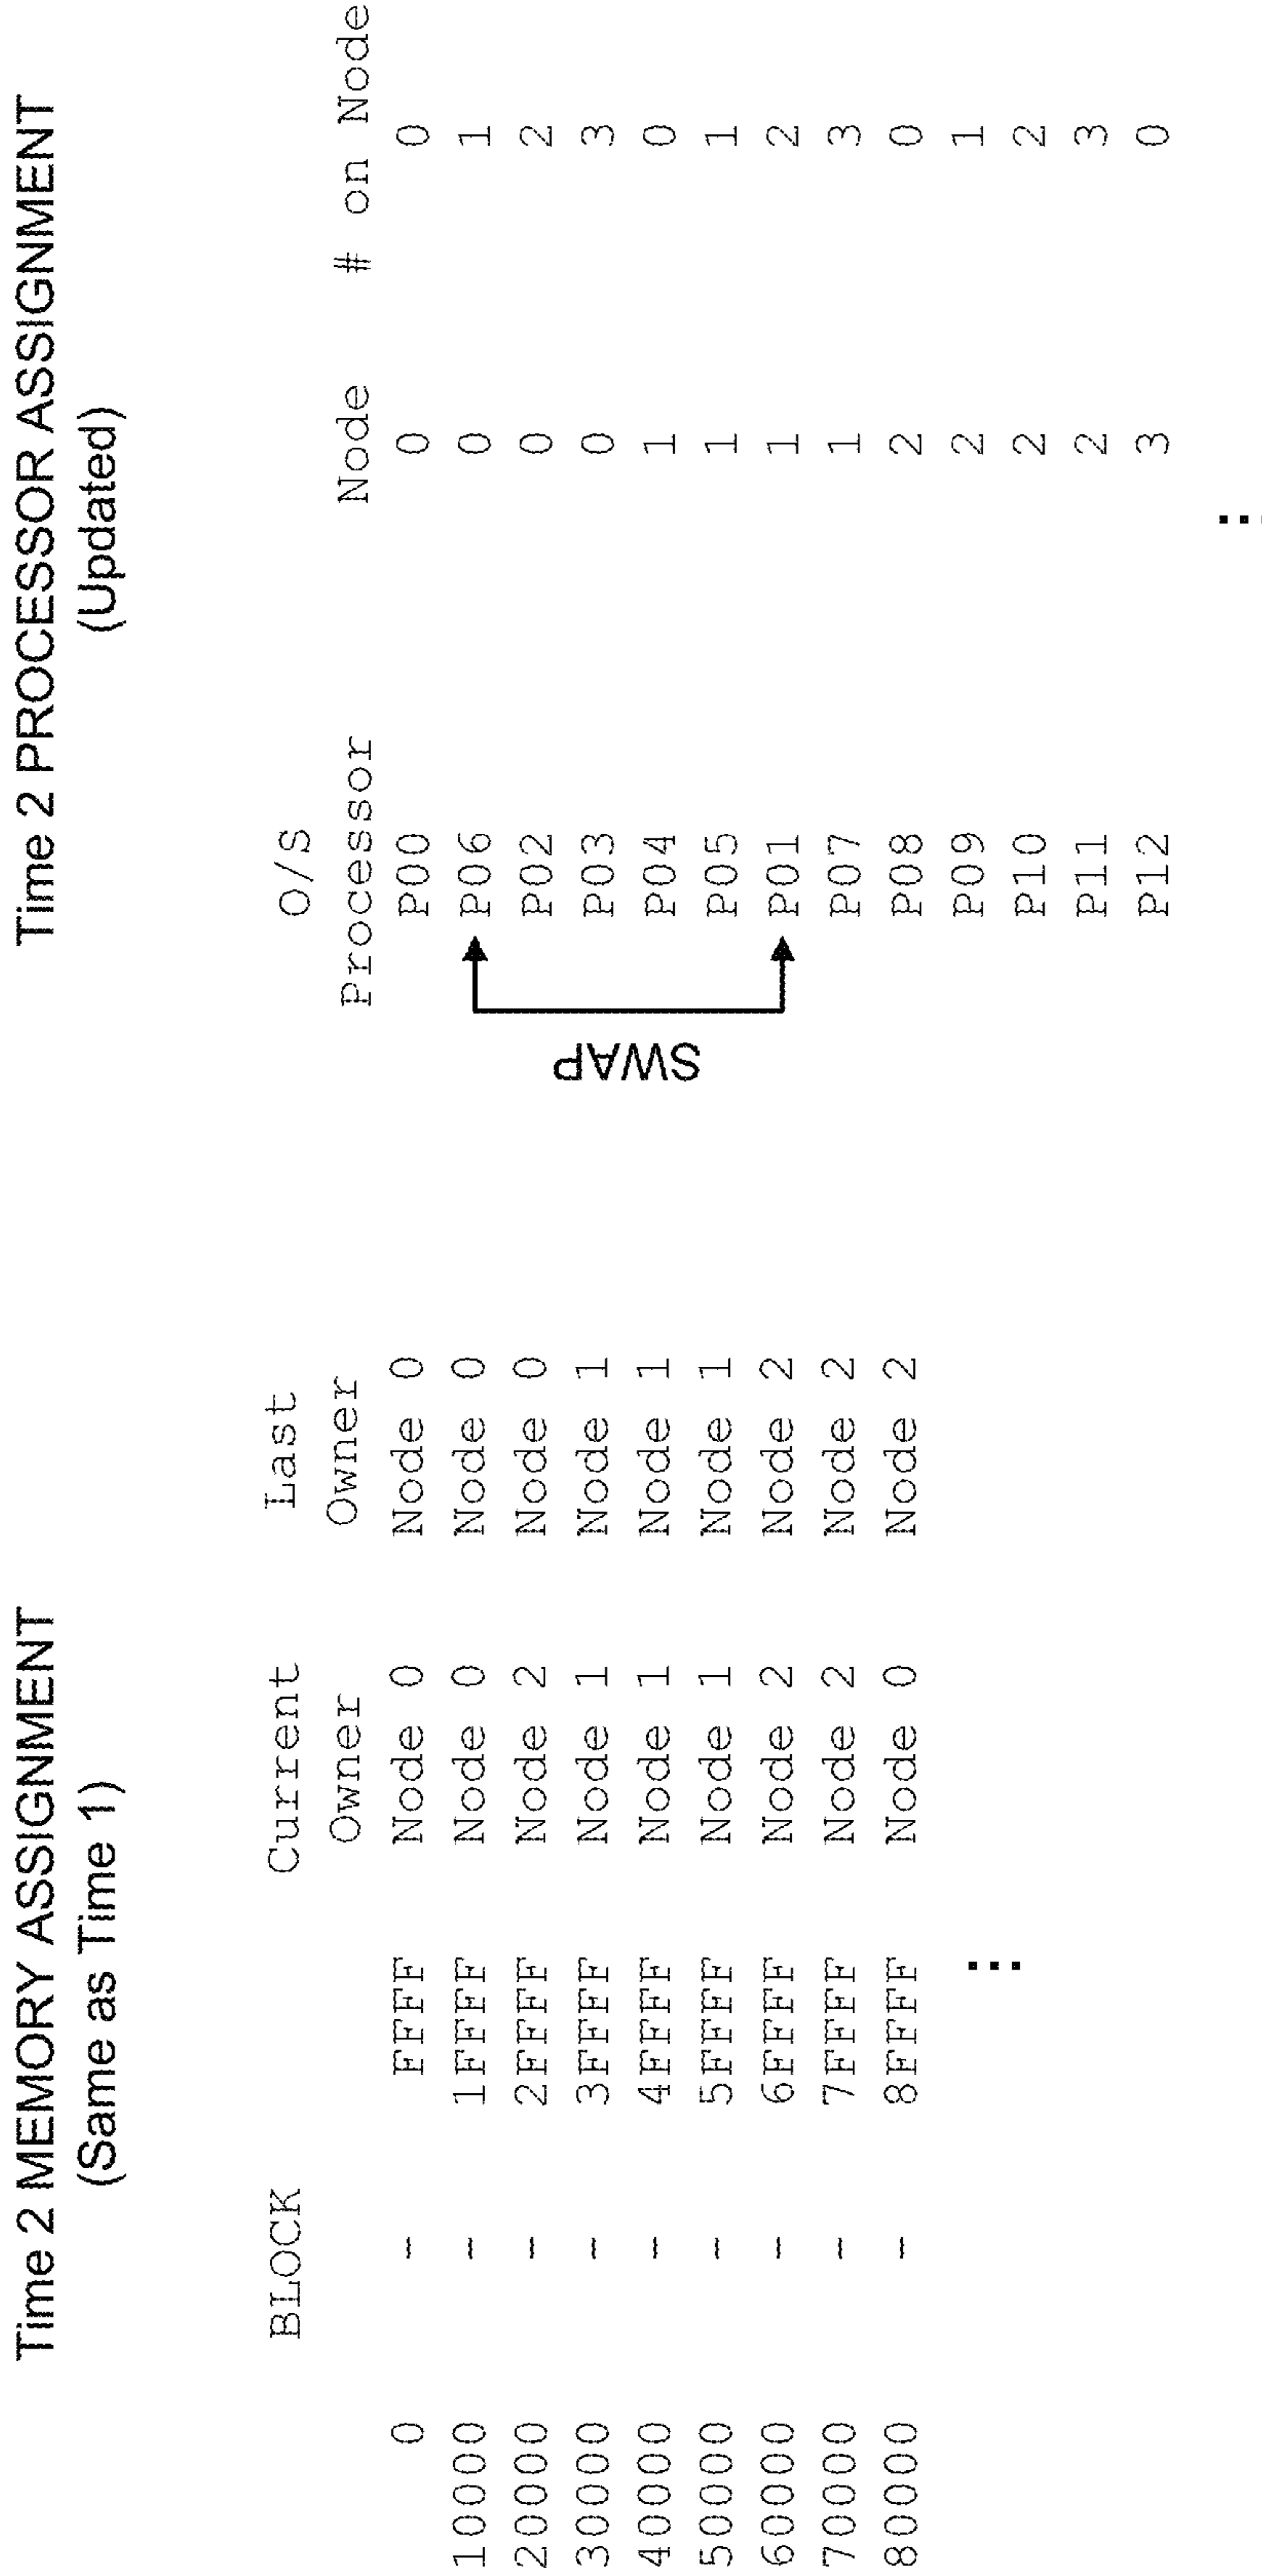 Time 2 MEMORY ASSIGNMENT
(Same as Time 1)
BLOCK Current Last
Owner Owner
0 - FFFF Node 0 Node 0
10000 - 1FFFF Node 0 Node 0
20000 - 2FFFF Node 2 Node 0
30000 - 3FFFF Node 1 Node 1
40000 - 4FFFF Node 1 Node 1
50000 - 5FFFF Node 1 Node 1
60000 - 6FFFF Node 2 Node 2
70000 - 7FFFF Node 2 Node 2
80000 - 8FFFF Node 0 Node 2
...
Time 2 PROCESSOR ASSIGNMENT
(Updated)
O/S
Processor Node # on Node
P00 0 0
P06 0 1
P02 0 2
P03 0 3
P04 1 0
P05 1 1
P01 1 2
P07 1 3
P08 2 0
P09 2 1
P10 2 2
P11 2 3
P12 3 0
...
SWAP